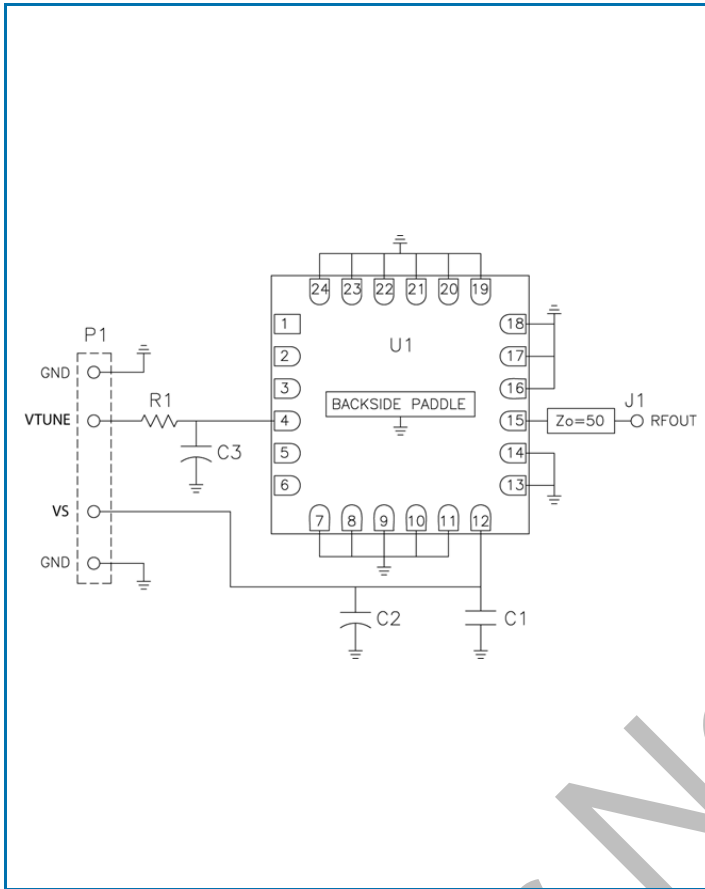 24 23 22 21 20 19
1
2
3
4
5
6
U1
BACKSIDE PADDLE
18
17
16
15
14
13
7 8 9 10 11 12
P1
GND
VTUNE
VS
GND
R1
C3
C2
C1
Zo=50
J1
RFOUT